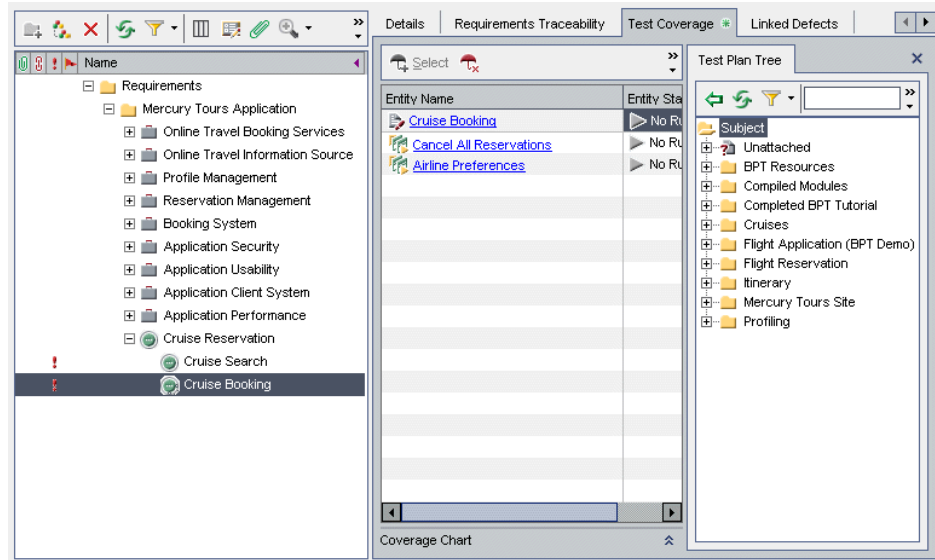 Name
Requirements
Mercury Tours Application
Online Travel Booking Services
Online Travel Information Source
Profile Management
Reservation Management
Booking System
Application Security
Application Usability
Application Client System
Application Performance
Cruise Reservation
Cruise Search
Cruise Booking
Details
Requirements Traceability
Test Coverage
Linked Defects
Select
Entity Name
Entity Sta
Cruise Booking
No Ru
Cancel All Reservations
No Ru
Airline Preferences
No Ru
Coverage Chart
Test Plan Tree
Subject
Unattached
BPT Resources
Compiled Modules
Completed BPT Tutorial
Cruises
Flight Application (BPT Demo)
Flight Reservation
Itinerary
Mercury Tours Site
Profiling